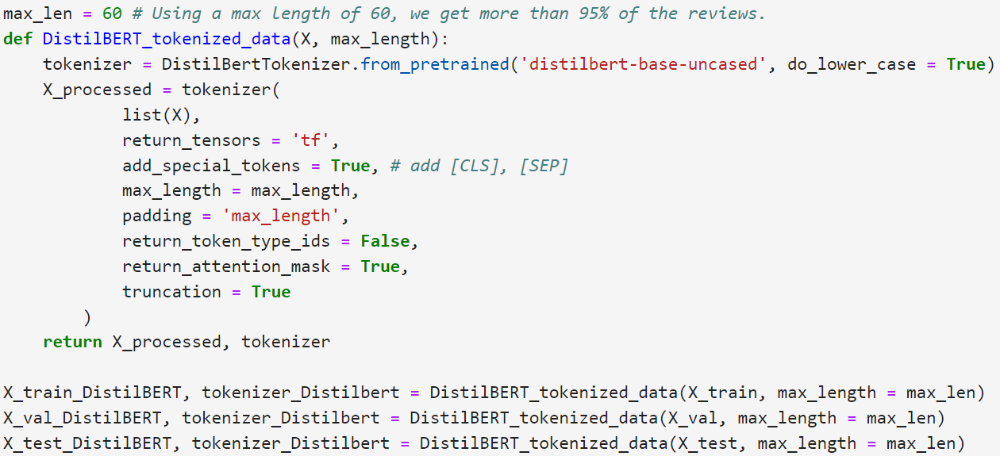 max_len = 60 # Using a max length of 60, we get more than 95% of the reviews.
def DistilBERT_tokenized_data(X, max_length):
    tokenizer = DistilBertTokenizer.from_pretrained('distilbert-base-uncased', do_lower_case = True)
    X_processed = tokenizer(
            list(X),
            return_tensors = 'tf',
            add_special_tokens = True, # add [CLS], [SEP]
            max_length = max_length,
            padding = 'max_length',
            return_token_type_ids = False,
            return_attention_mask = True,
            truncation = True
        )
    return X_processed, tokenizer

X_train_DistilBERT, tokenizer_Distilbert = DistilBERT_tokenized_data(X_train, max_length = max_len)
X_val_DistilBERT, tokenizer_Distilbert = DistilBERT_tokenized_data(X_val, max_length = max_len)
X_test_DistilBERT, tokenizer_Distilbert = DistilBERT_tokenized_data(X_test, max_length = max_len)